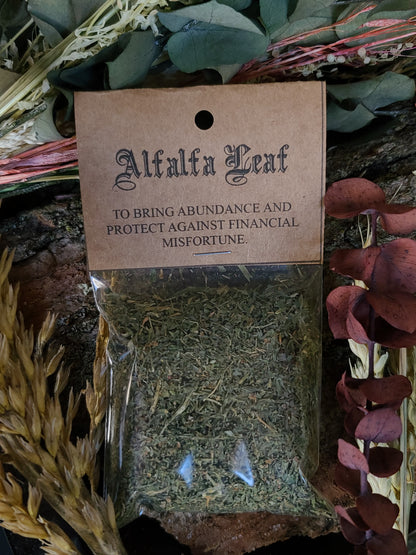 Alfalfa Leaf
TO BRING ABUNDANCE AND
PROTECT AGAINST FINANCIAL
MISFORTUNE.